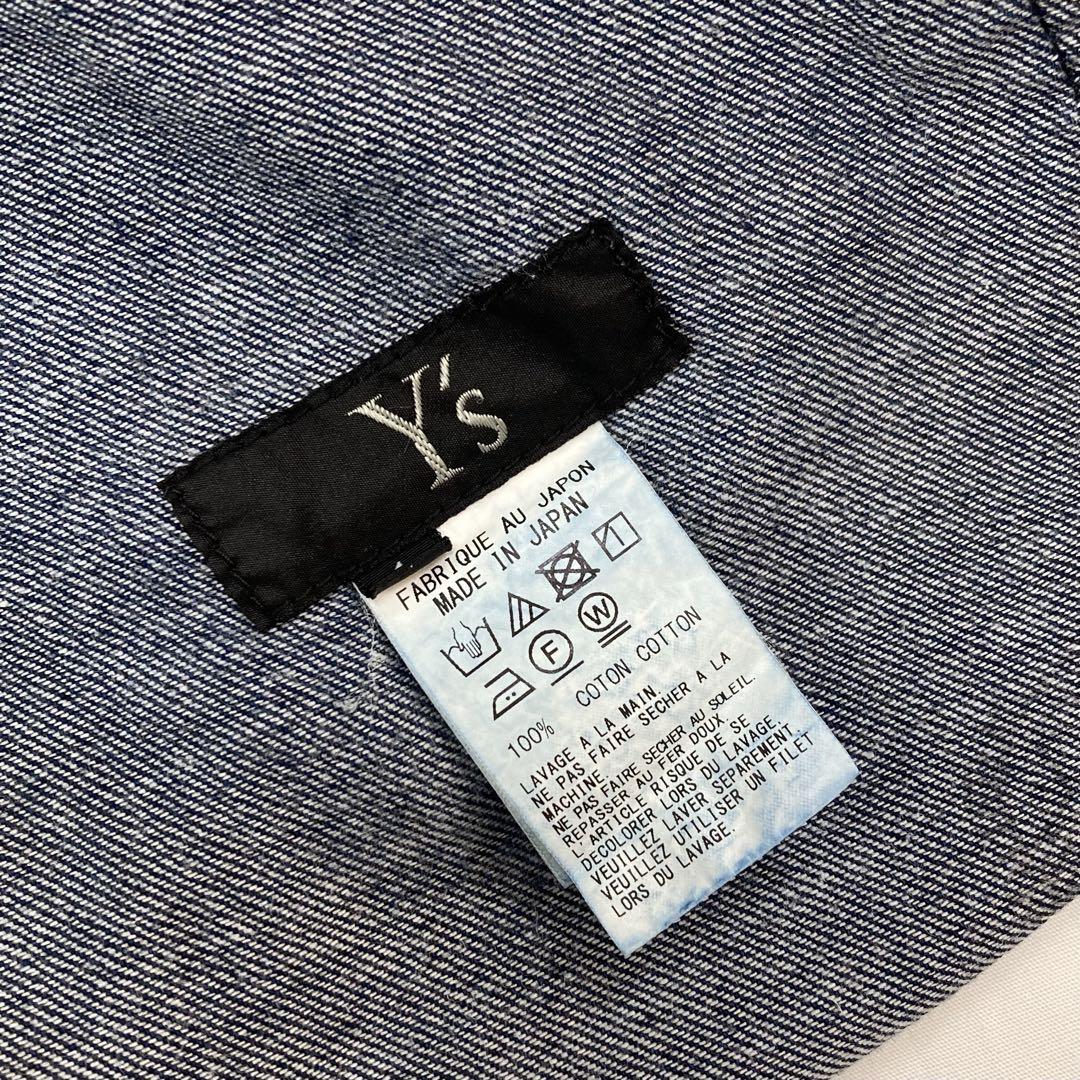 Y's
FABRIQUE AU JAPON
MADE IN JAPAN
F W
100% COTON COTTON
LAVAGE A LA MAIN.
NE PAS FAIRE SECHER A LA
MACHINE.
NE PAS FAIRE SECHER AU SOLEIL.
REPASSER AU FER DOUX.
L'ARTICLE RISQUE DE SE
DECOLORER LORS DU LAVAGE.
VEUILLEZ LAVER SEPAREMENT.
VEUILLEZ UTILISER UN FILET
LORS DU LAVAGE.